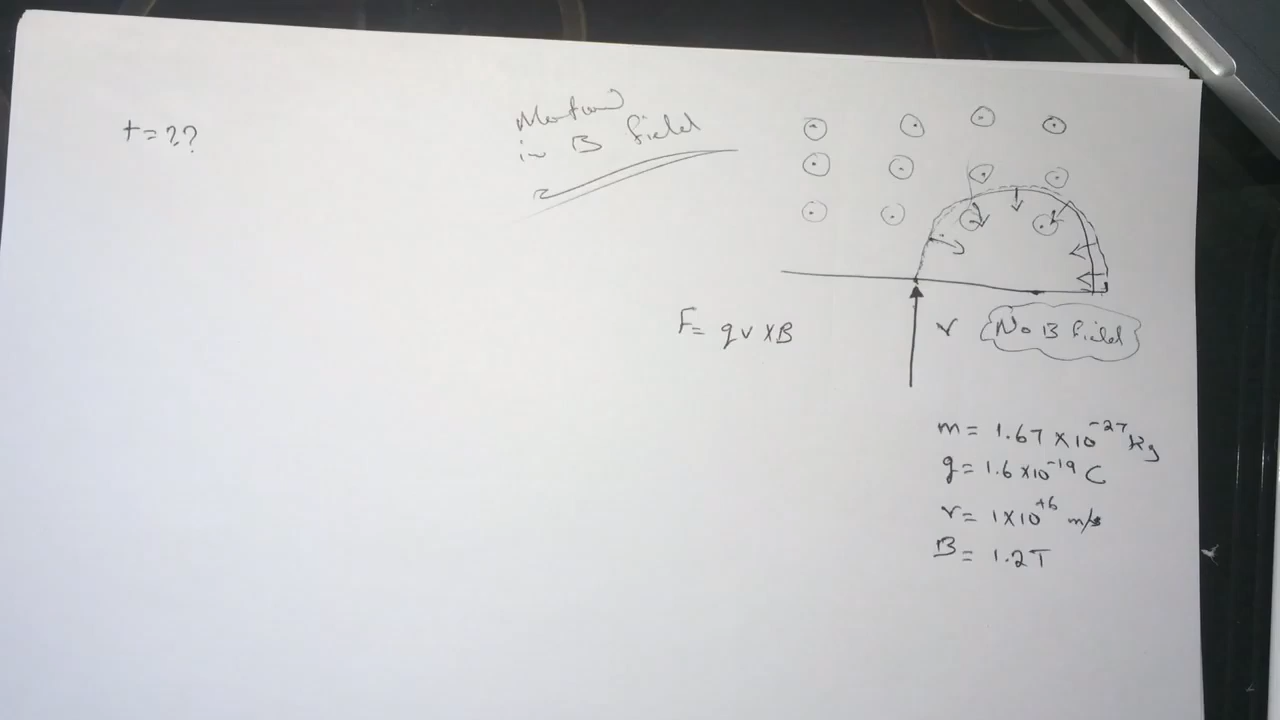 t = ??
Motion
in B field
F = qv × B
v
No B field
m = 1.67 × 10⁻²⁷ kg
q = 1.6 × 10⁻¹⁹ C
v = 1 × 10⁺⁶ m/s
B = 1.2 T